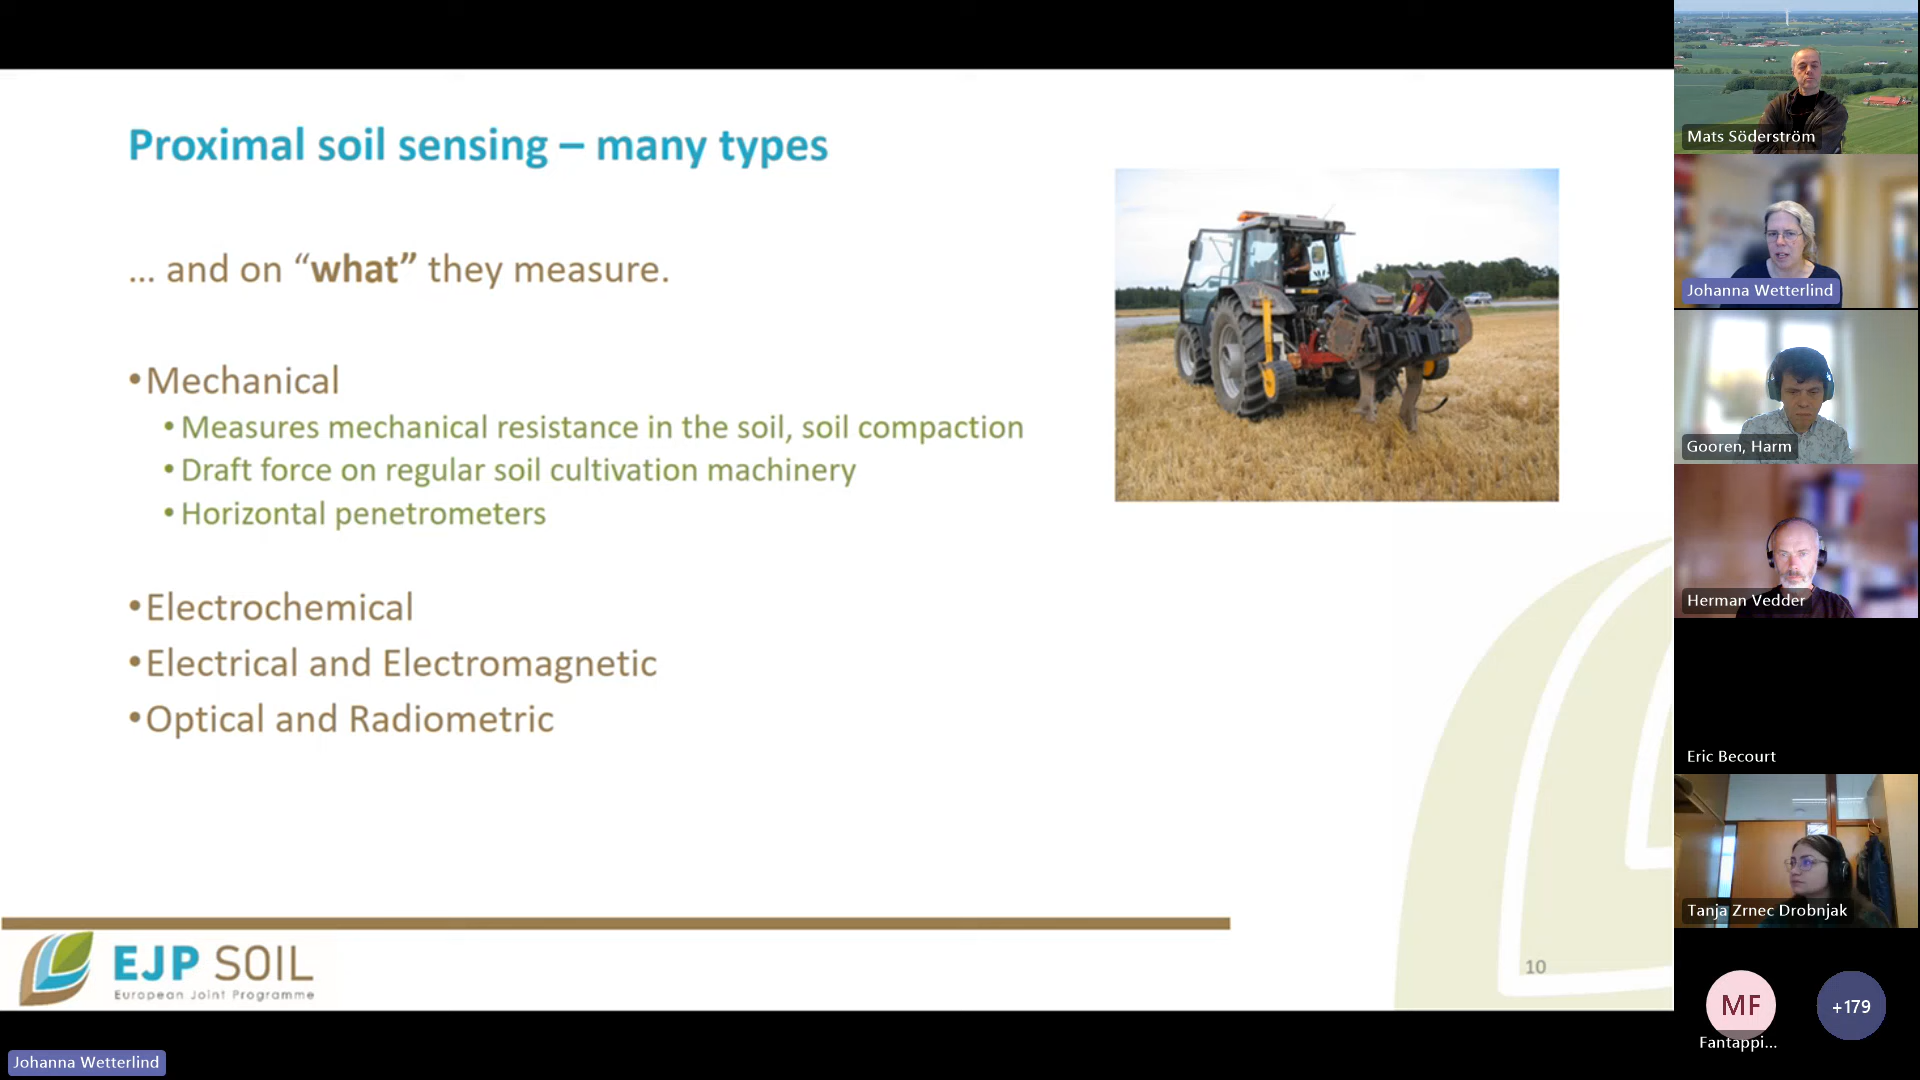 Proximal soil sensing – many types
... and on “what” they measure.
•Mechanical
•Measures mechanical resistance in the soil, soil compaction
•Draft force on regular soil cultivation machinery
•Horizontal penetrometers
•Electrochemical
•Electrical and Electromagnetic
•Optical and Radiometric
EJP SOIL
European Joint Programme
10
Johanna Wetterlind
Mats Söderström
Johanna Wetterlind
Gooren, Harm
Herman Vedder
Eric Becourt
Tanja Zrnec Drobnjak
MF
Fantappi...
+179